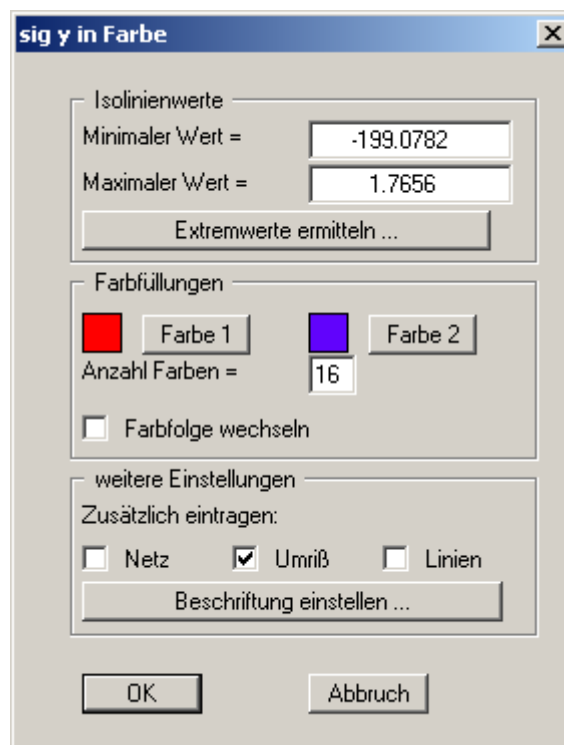 sig y in Farbe
Isolinienwerte
Minimaler Wert = -199.0782
Maximaler Wert = 1.7656
Extremwerte ermitteln ...
Farbfüllungen
Farbe 1 Farbe 2
Anzahl Farben = 16
Farbfolge wechseln
weitere Einstellungen
Zusätzlich eintragen:
Netz Umriß Linien
Beschriftung einstellen ...
OK Abbruch